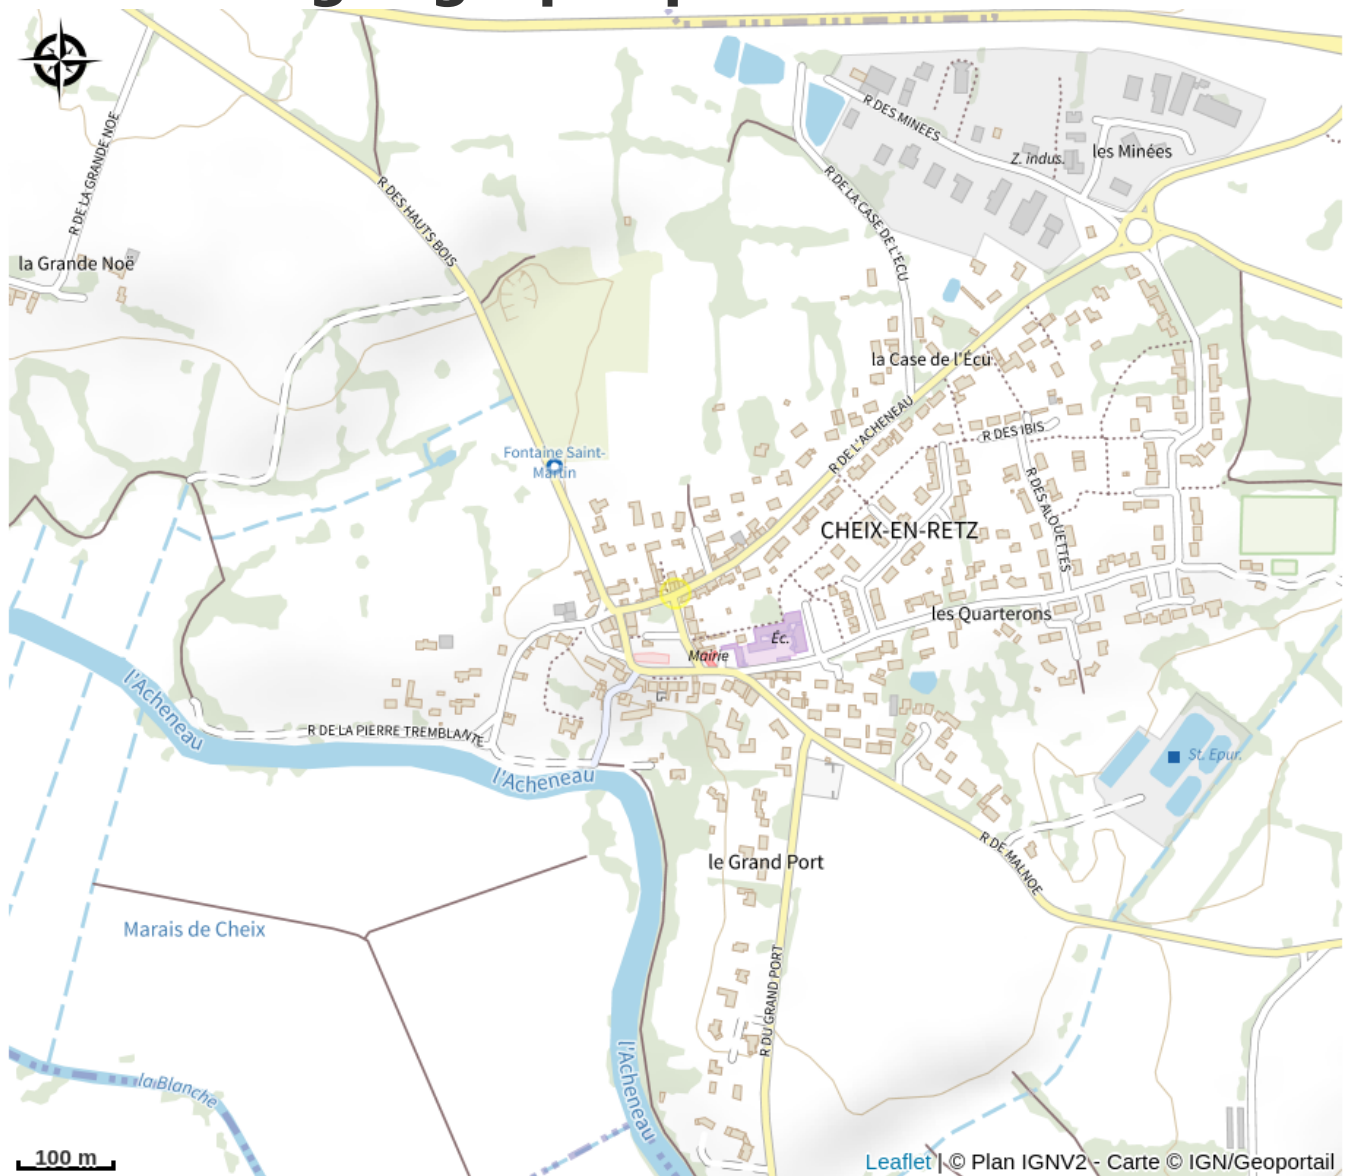 R DES MINEES
les Minées
Z. indus.
R DE LA GRANDE NOE
R DE LA CASE DE L'ECU
R DES HAUTS BOIS
la Grande Noë
la Case de l'Écu
R DE L'ACHENEAU
R DES IBIS
Fontaine Saint-
Martin
R DES ALOUETTES
CHEIX-EN-RETZ
les Quarterons
Éc.
Mairie
l'Acheneau
R DE LA PIERRE TREMBLANTE
St. Epur.
l'Acheneau
R DE MALNOE
le Grand Port
Marais de Cheix
R DU GRAND PORT
la Blanche
l'Acheneau
100 m
Leaflet | © Plan IGNV2 - Carte © IGN/Geoportail